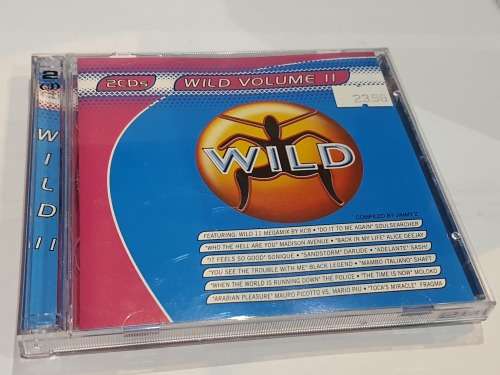 2CDs
WILD VOLUME 11
23.98
WILD
COMPILED BY JIMMY Z
FEATURING: WILD 11 MEGAMIX BY KCB • "DO IT TO ME AGAIN" SOULSEARCHER
"WHO THE HELL ARE YOU" MADISON AVENUE • "BACK IN MY LIFE" ALICE DEEJAY
"IT FEELS SO GOOD" SONIQUE • "SANDSTORM" DARUDE • "ADELANTE" SASH!
"YOU SEE THE TROUBLE WITH ME" BLACK LEGEND • "MAMBO ITALIANO" SHAFT
"WHEN THE WORLD IS RUNNING DOWN" THE POLICE • "THE TIME IS NOW" MOLOKO
"ARABIAN PLEASURE" MAURO PICOTTO VS. MARIO PIU • "TOCA'S MIRACLE" FRAGMA
2
CD
WILD 11